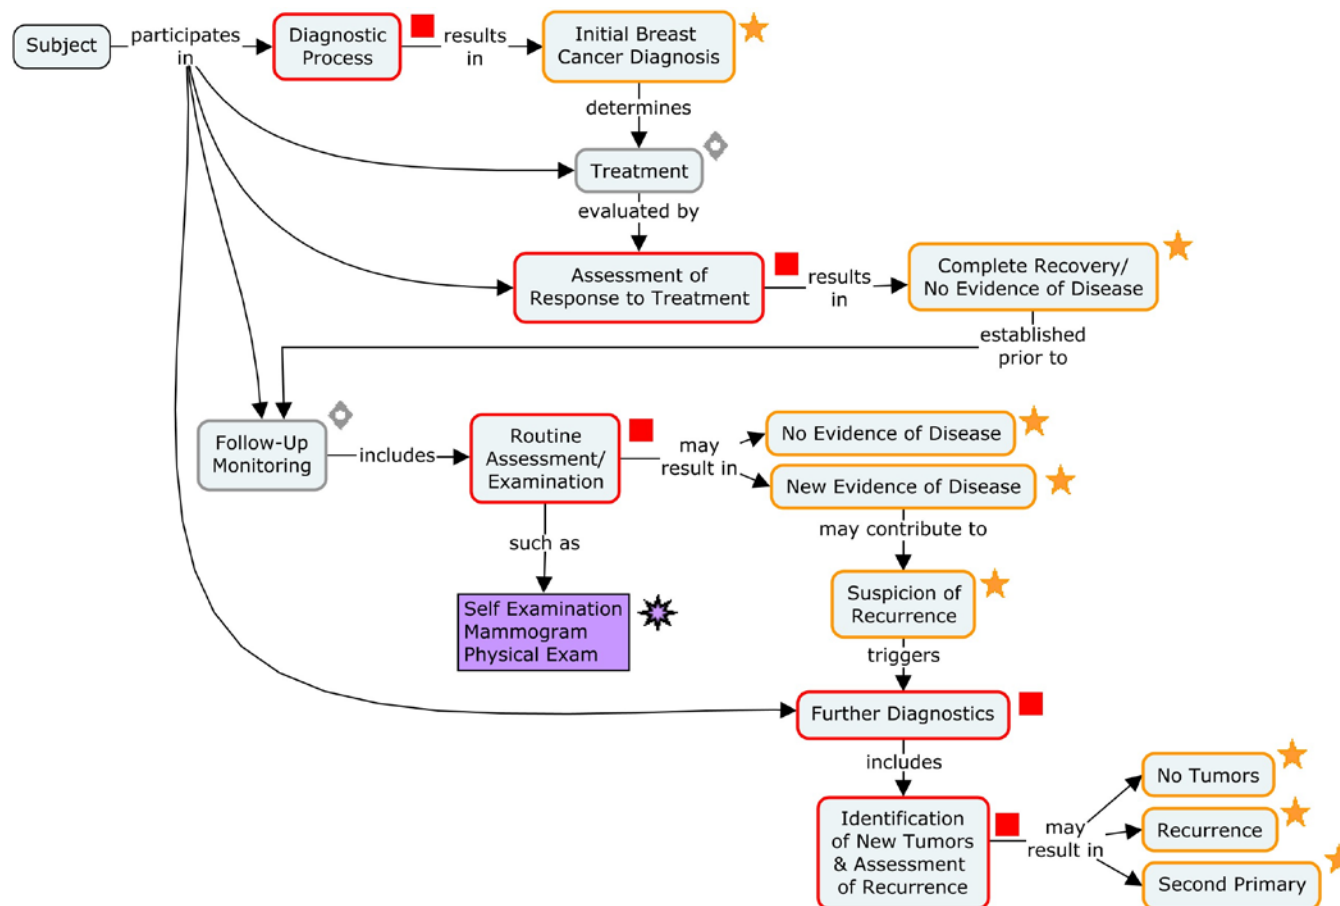 Subject
participates
in
Diagnostic
Process
results
in
Initial Breast
Cancer Diagnosis
determines
Treatment
evaluated by
Assessment of
Response to Treatment
results
in
Complete Recovery/
No Evidence of Disease
established
prior to
Follow-Up
Monitoring
includes
Routine
Assessment/
Examination
may
result in
No Evidence of Disease
New Evidence of Disease
such as
Self Examination
Mammogram
Physical Exam
may contribute to
Suspicion of
Recurrence
triggers
Further Diagnostics
includes
Identification
of New Tumors
& Assessment
of Recurrence
may
result in
No Tumors
Recurrence
Second Primary